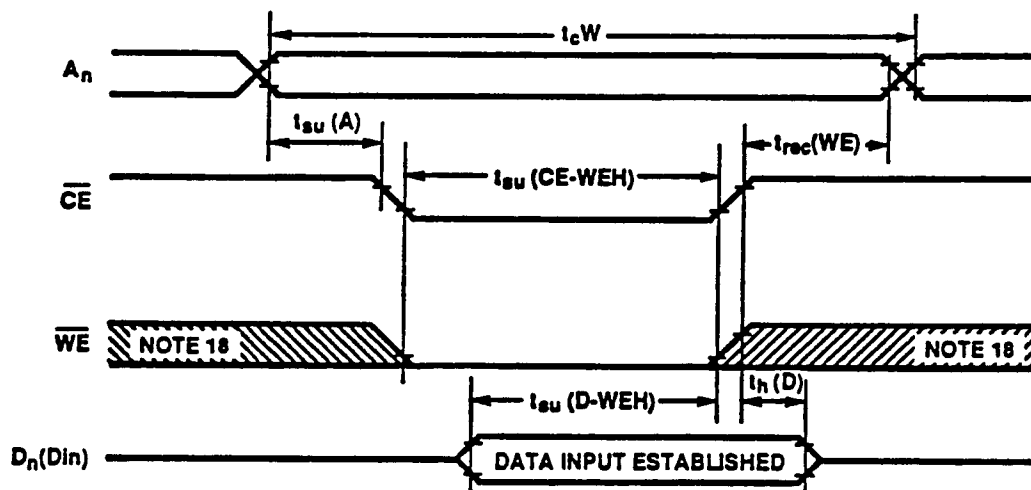 tcW
An
tsu (A)
trec(WE)
CE
tsu (CE-WEH)
WE
NOTE 18
NOTE 18
th (D)
tsu (D-WEH)
Dn(Din)
DATA INPUT ESTABLISHED